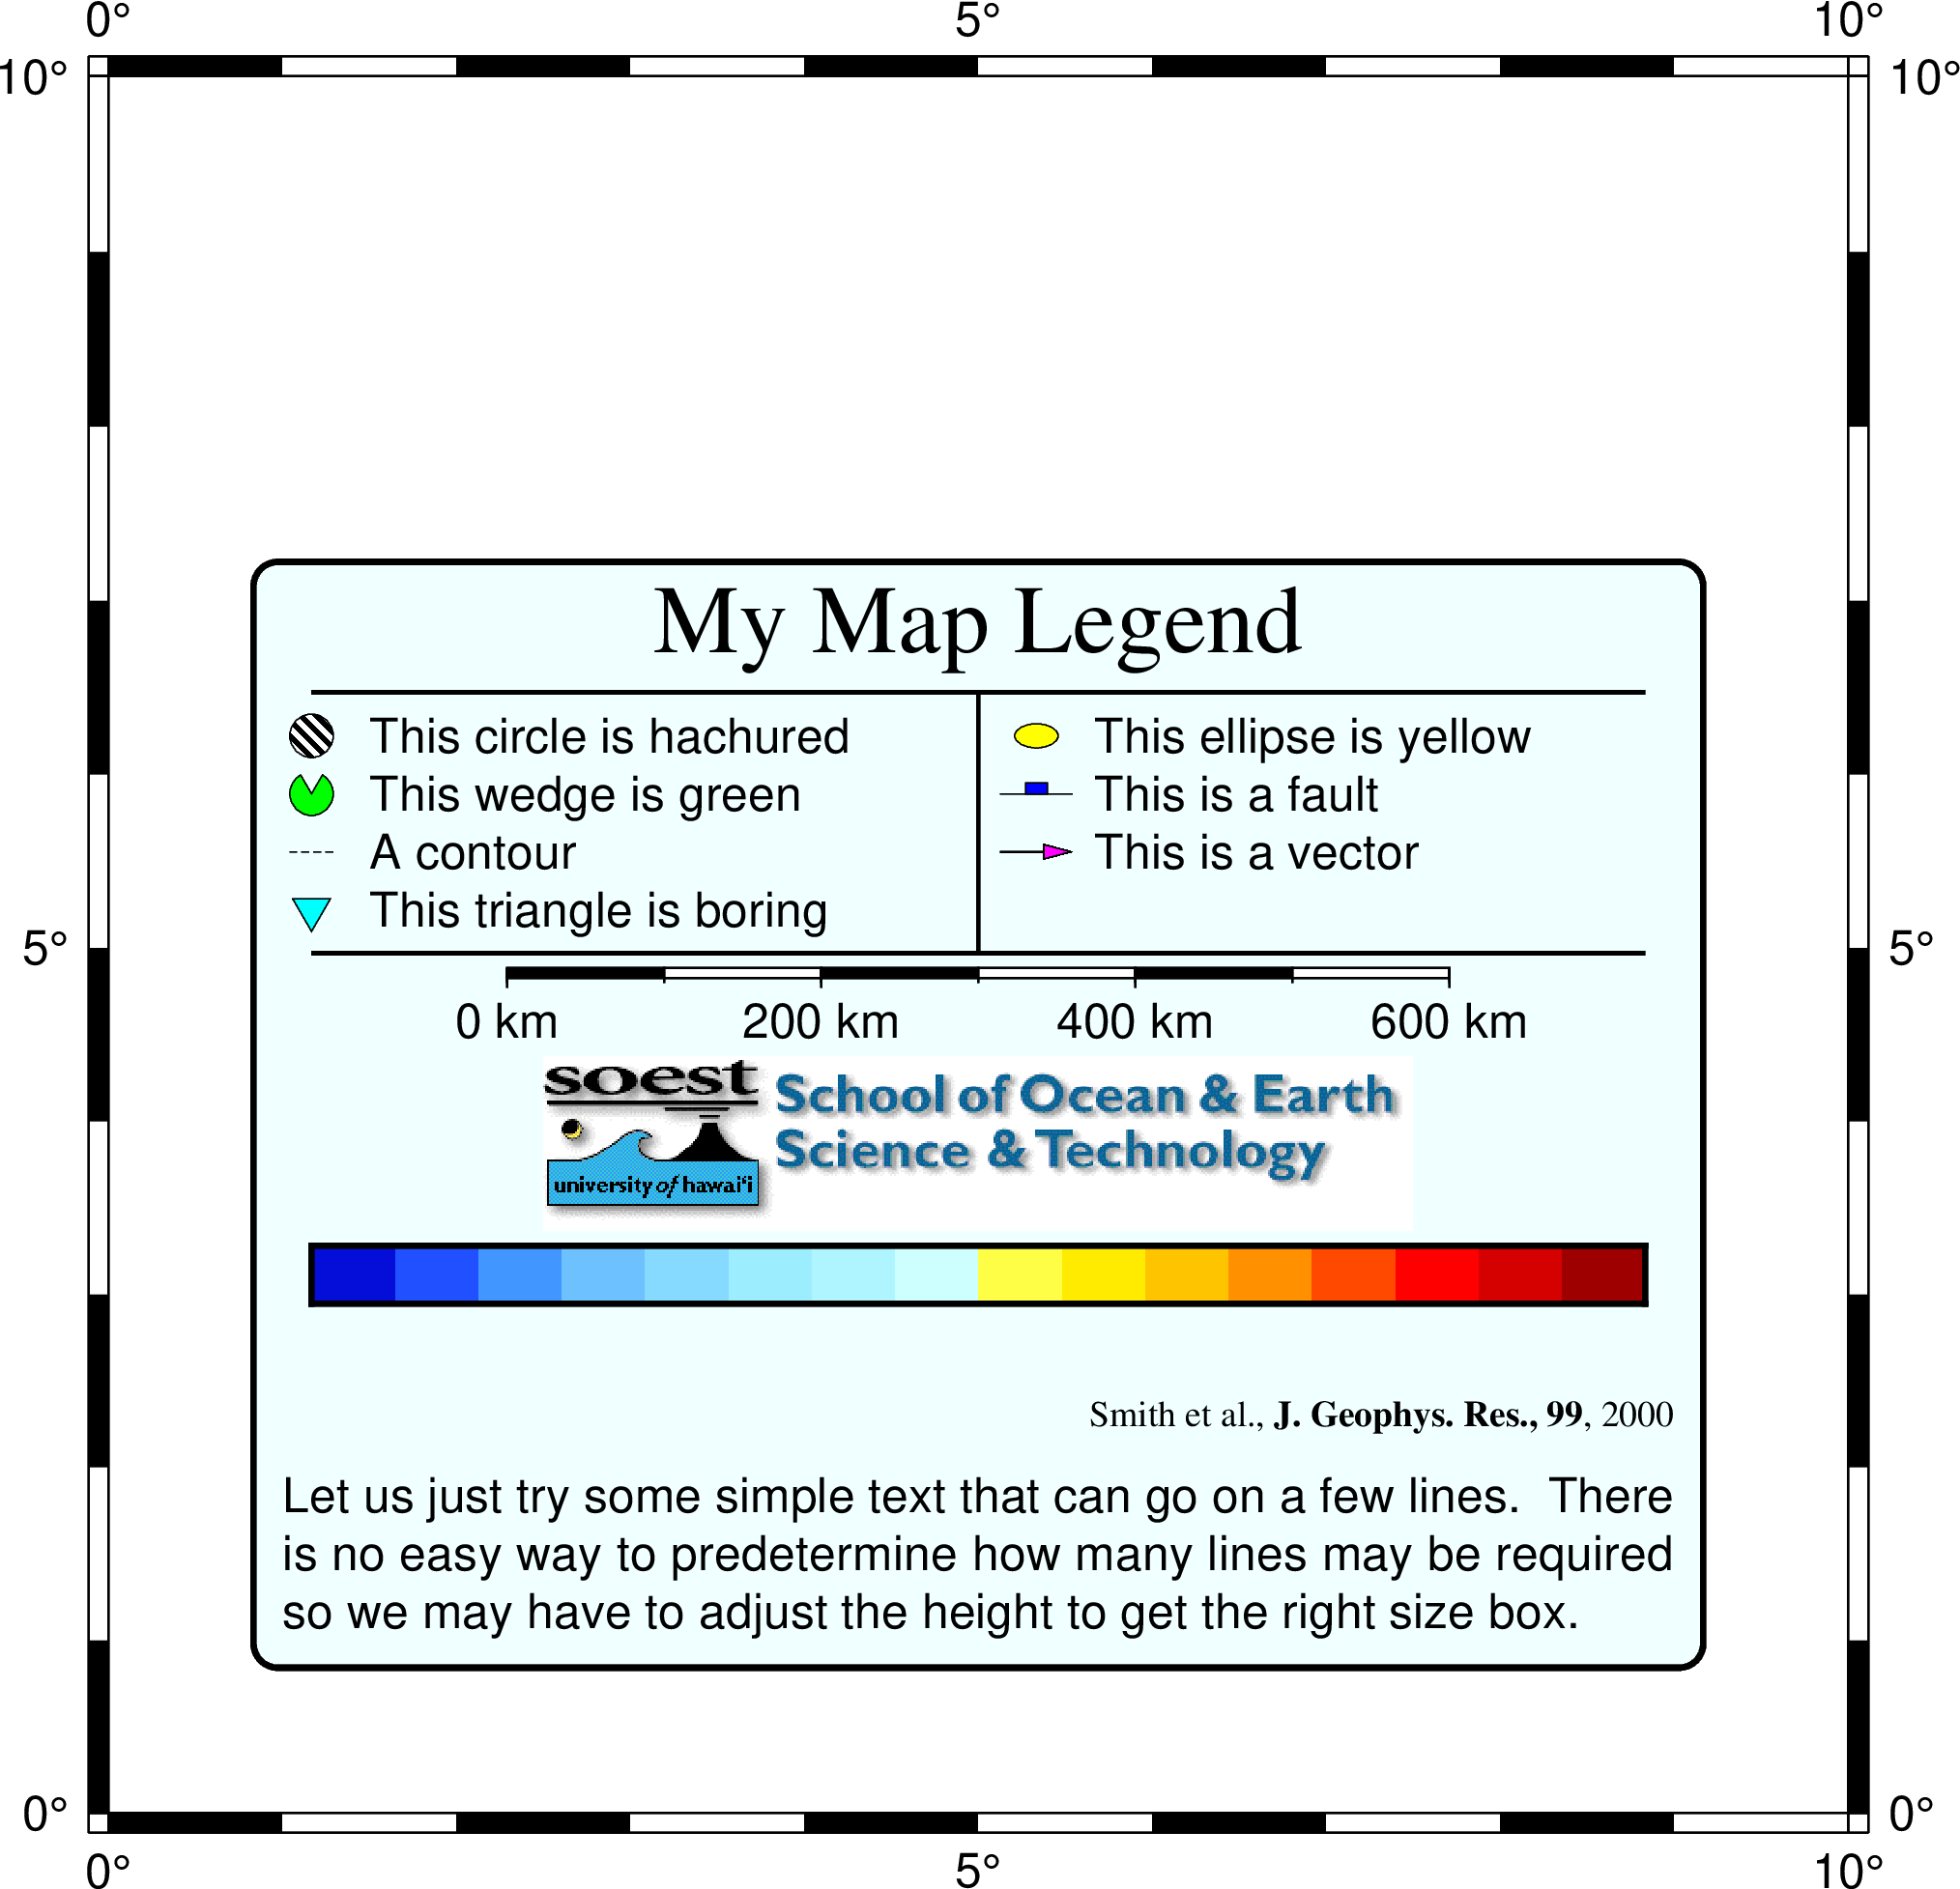 0° 5° 10°
10° 10°
My Map Legend
This circle is hachured This ellipse is yellow
This wedge is green This is a fault
A contour This is a vector
This triangle is boring
5° 5°
0 km 200 km 400 km 600 km
soest School of Ocean & Earth
Science & Technology
university of hawai'i
Smith et al., J. Geophys. Res., 99, 2000
Let us just try some simple text that can go on a few lines.  There
is no easy way to predetermine how many lines may be required
so we may have to adjust the height to get the right size box.
0° 0°
0° 5° 10°